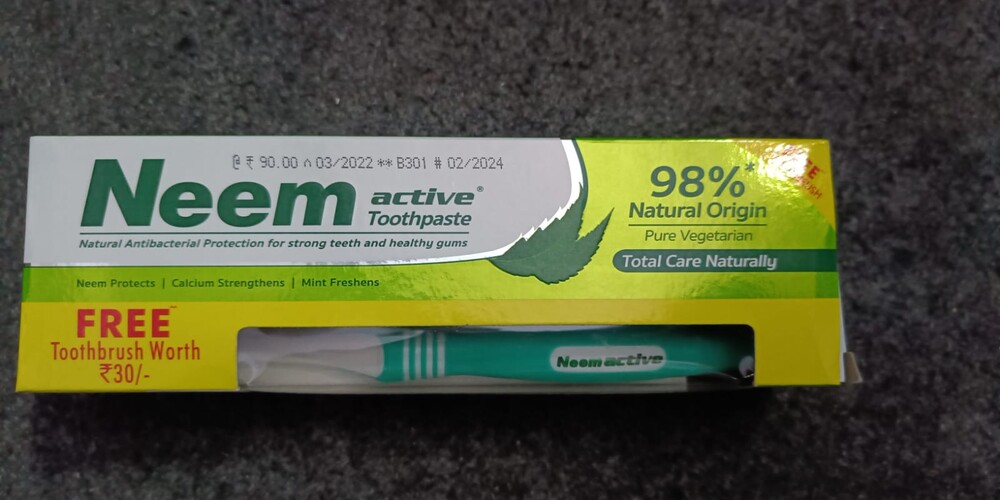 @ ₹ 90.00 ^ 03/2022 ** B301 # 02/2024
Neem active®
Toothpaste
Natural Antibacterial Protection for strong teeth and healthy gums
Neem Protects | Calcium Strengthens | Mint Freshens
98%*
Natural Origin
Pure Vegetarian
Total Care Naturally
FREE
Toothbrush Worth
₹30/-
Neem active